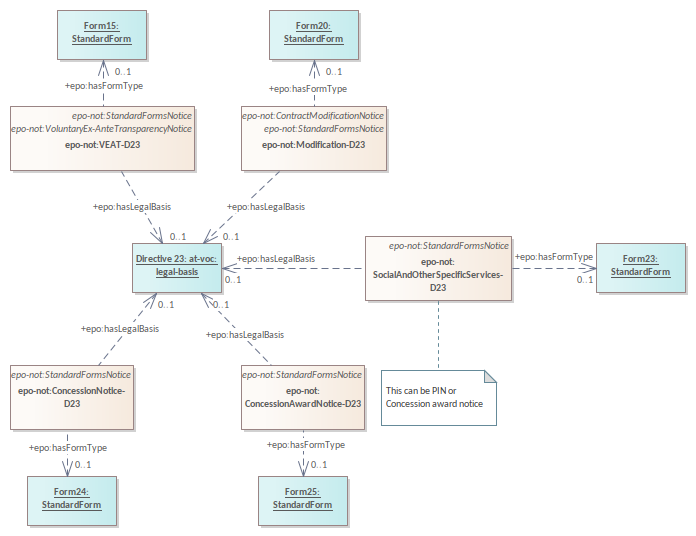 Form15:
StandardForm
Form20:
StandardForm
0..1
0..1
+epo:hasFormType
+epo:hasFormType
epo-not:StandardFormsNotice
epo-not:VoluntaryEx-AnteTransparencyNotice
epo-not:VEAT-D23
epo-not:ContractModificationNotice
epo-not:StandardFormsNotice
epo-not:Modification-D23
+epo:hasLegalBasis
+epo:hasLegalBasis
0..1
0..1
Directive 23: at-voc:
legal-basis
+epo:hasLegalBasis
0..1
epo-not:StandardFormsNotice
epo-not:
SocialAndOtherSpecificServices-
D23
+epo:hasFormType
0..1
Form23:
StandardForm
0..1
0..1
+epo:hasLegalBasis
+epo:hasLegalBasis
epo-not:StandardFormsNotice
epo-not:ConcessionNotice-
D23
epo-not:StandardFormsNotice
epo-not:
ConcessionAwardNotice-D23
This can be PIN or
Concession award notice
+epo:hasFormType
+epo:hasFormType
0..1
0..1
Form24:
StandardForm
Form25:
StandardForm